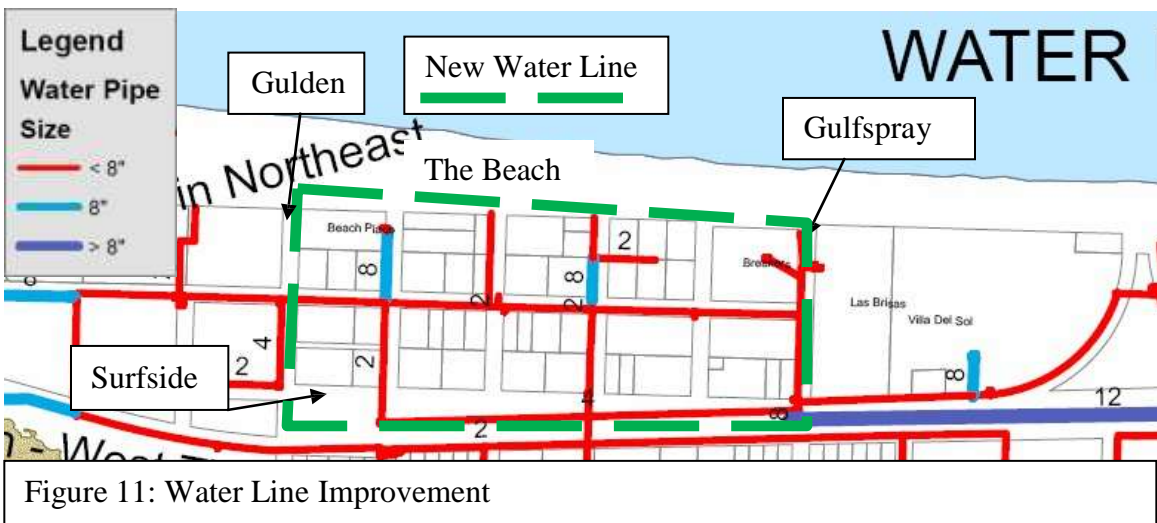 Legend
Water Pipe
Size
< 8"
8"
> 8"
Gulden
New Water Line
WATER
Gulfspray
in Northeast
The Beach
Beach Plaza
2
Breakers
8
8
2
2
Las Brisas
Villa Del Sol
4
2
2
Surfside
8
4
8
12
2
n - West T
Figure 11: Water Line Improvement